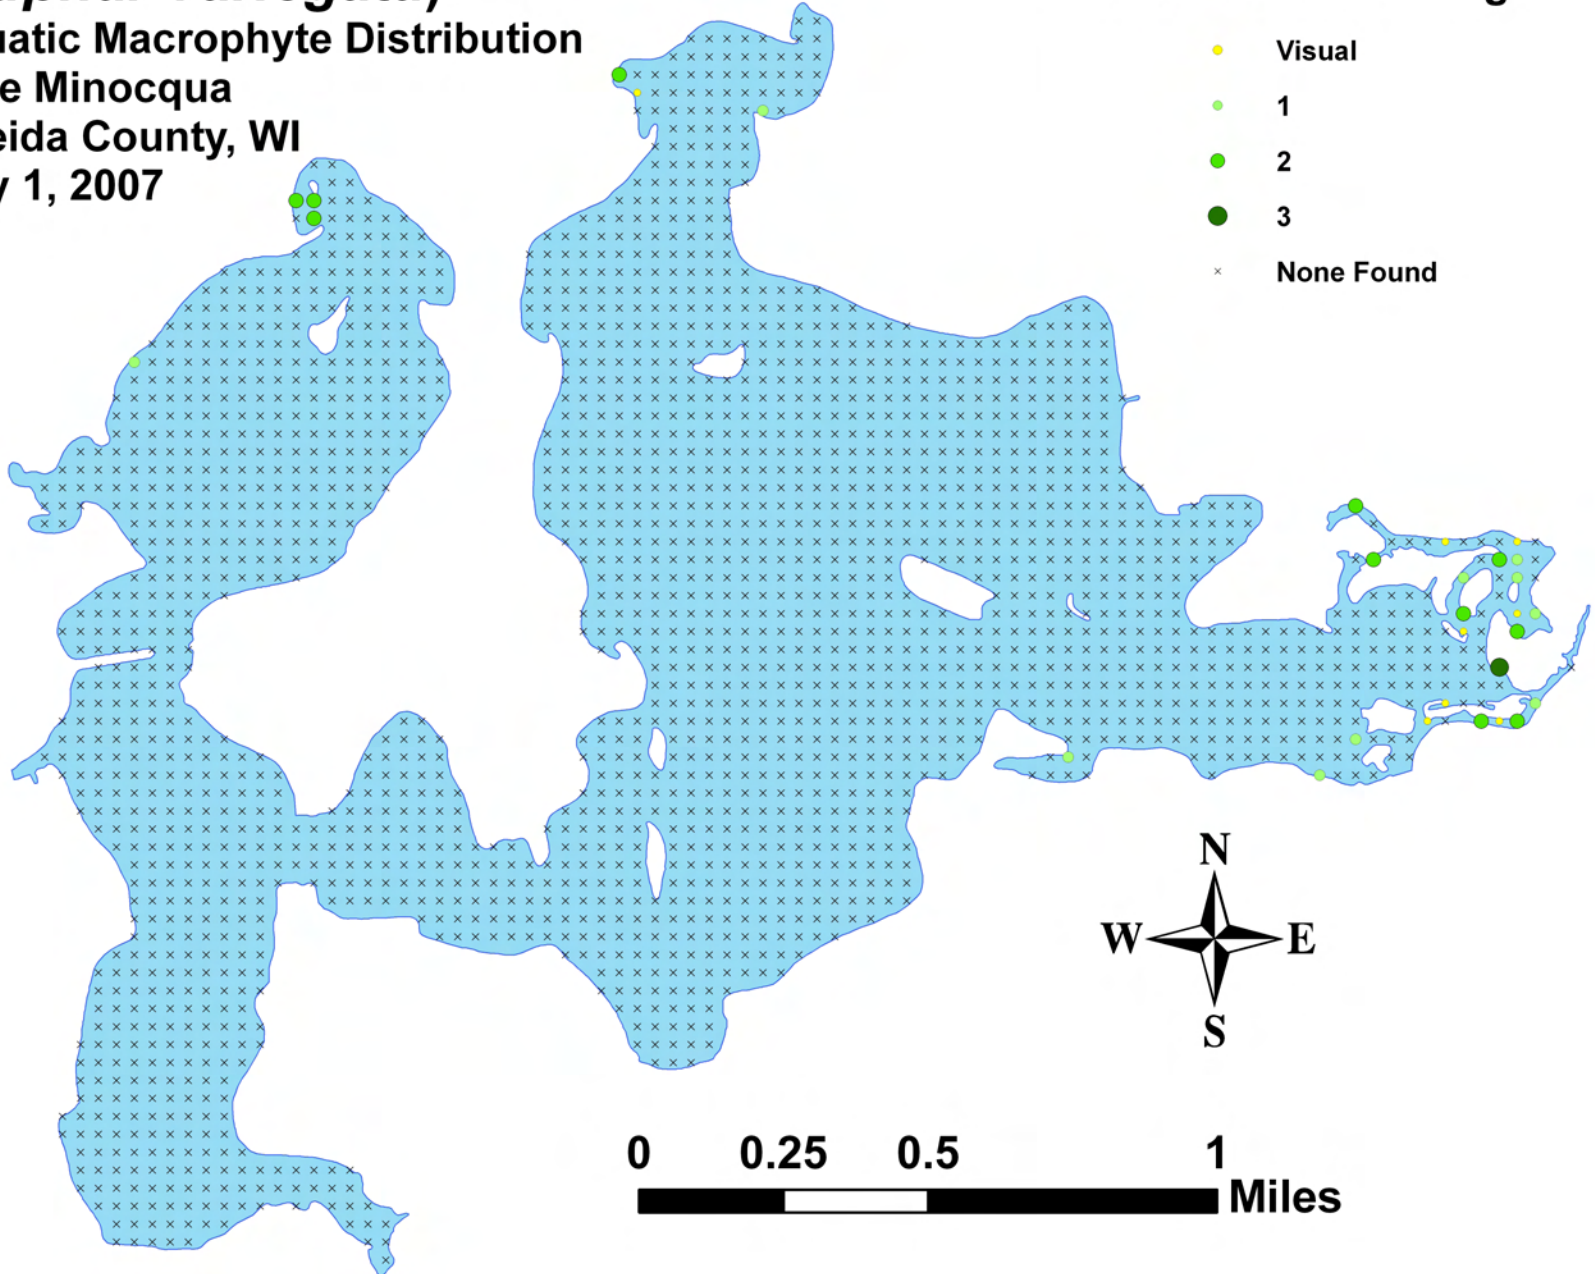 uatic Macrophyte Distribution
e Minocqua
eida County, WI
y 1, 2007
Visual
1
2
3
None Found
N
W E
S
0 0.25 0.5 1
Miles